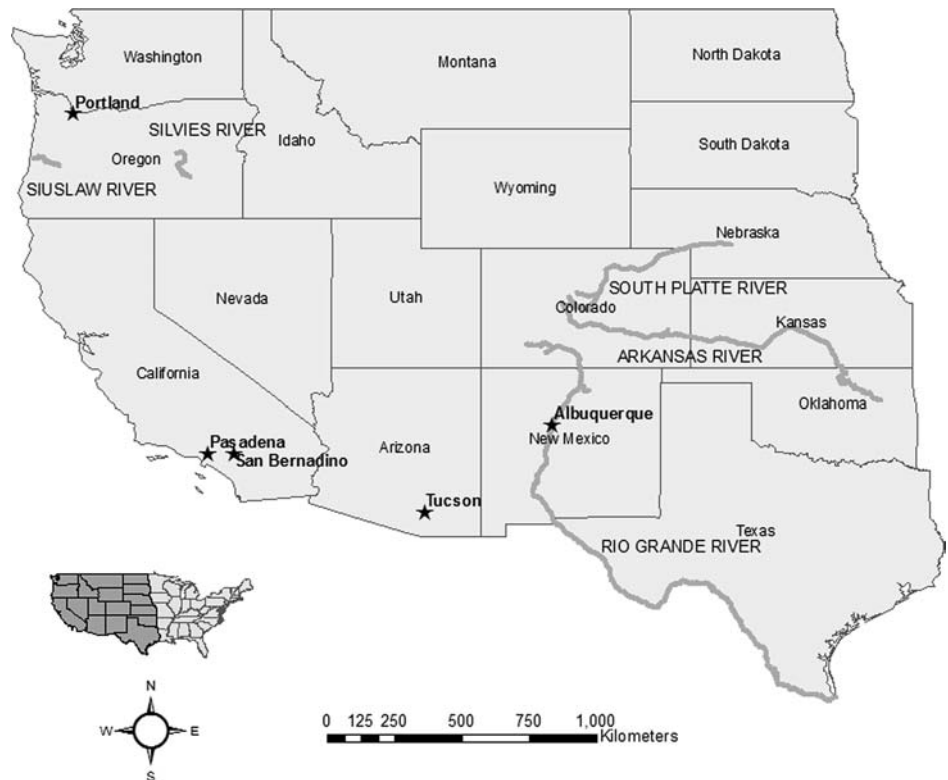 Washington
Montana
North Dakota
Portland
SILVIES RIVER
Idaho
Oregon
South Dakota
SIUSLAW RIVER
Wyoming
Nebraska
Nevada
Utah
SOUTH PLATTE RIVER
Colorado
Kansas
ARKANSAS RIVER
California
Oklahoma
Albuquerque
New Mexico
Pasadena
San Bernadino
Arizona
Tucson
Texas
RIO GRANDE RIVER
N
W E
S
0 125 250 500 750 1,000
Kilometers